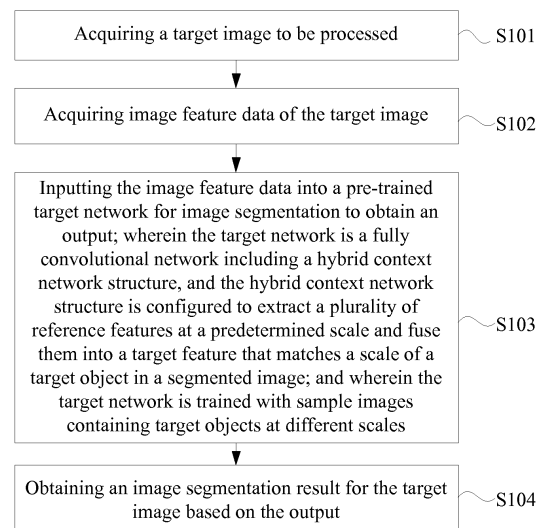 Acquiring a target image to be processed
S101
Acquiring image feature data of the target image
S102
Inputting the image feature data into a pre-trained
target network for image segmentation to obtain an
output; wherein the target network is a fully
convolutional network including a hybrid context
network structure, and the hybrid context network
structure is configured to extract a plurality of
reference features at a predetermined scale and fuse
them into a target feature that matches a scale of a
target object in a segmented image; and wherein the
target network is trained with sample images
containing target objects at different scales
S103
Obtaining an image segmentation result for the target
image based on the output
S104